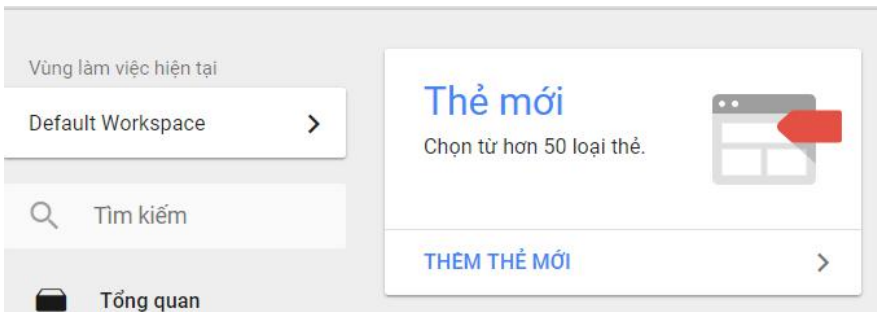 Vùng làm việc hiện tại
Default Workspace
Tìm kiếm
Tổng quan
Thẻ mới
Chọn từ hơn 50 loại thẻ.
THÊM THẺ MỚI